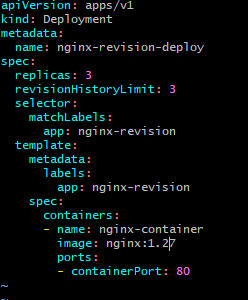 apiVersion: apps/v1
kind: Deployment
metadata:
  name: nginx-revision-deploy
spec:
  replicas: 3
  revisionHistoryLimit: 3
  selector:
    matchLabels:
      app: nginx-revision
  template:
    metadata:
      labels:
        app: nginx-revision
    spec:
      containers:
      - name: nginx-container
        image: nginx:1.27
        ports:
        - containerPort: 80
~